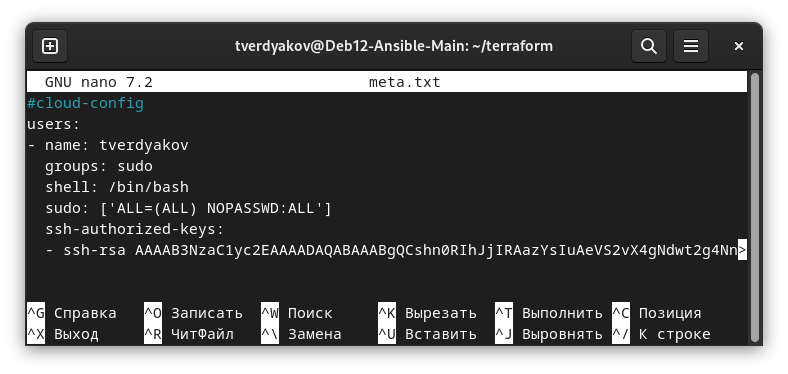 tverdyakov@Deb12-Ansible-Main: ~/terraform
GNU nano 7.2 meta.txt
#cloud-config
users:
- name: tverdyakov
  groups: sudo
  shell: /bin/bash
  sudo: ['ALL=(ALL) NOPASSWD:ALL']
  ssh-authorized-keys:
  - ssh-rsa AAAAB3NzaC1yc2EAAAADAQABAAABgQCshn0RIhJjIRAazYsIuAeVS2vX4gNdwt2g4Nn>
^G Справка ^O Записать ^W Поиск ^K Вырезать ^T Выполнить ^C Позиция
^X Выход ^R ЧитФайл ^\ Замена ^U Вставить ^J Выровнять ^/ К строке